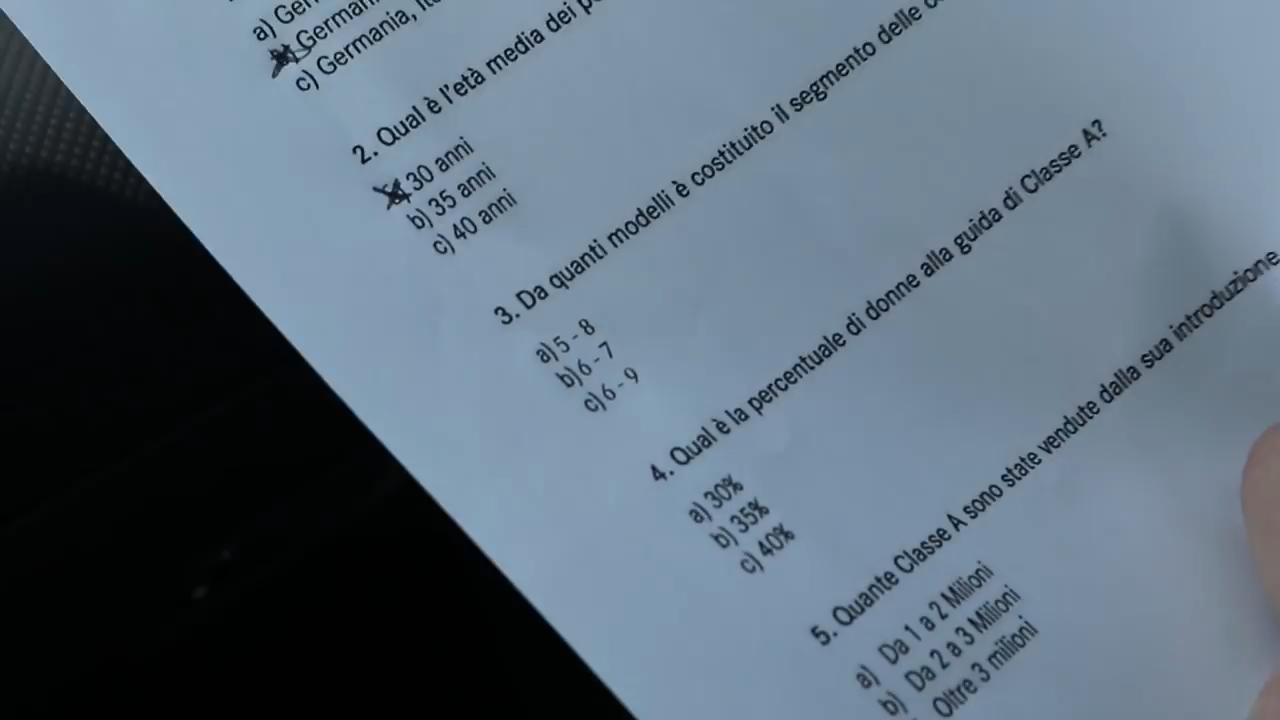 a) Ger
Germani
c) Germania,
2. Qual è l'età media dei
30 anni
b) 35 anni
c) 40 anni
3. Da quanti modelli è costituito il segmento delle
a) 5 - 8
b) 6 - 7
c) 6 - 9
4. Qual è la percentuale di donne alla guida di Classe A?
a) 30%
b) 35%
c) 40%
5. Quante Classe A sono state vendute dalla sua introduzione
a) Da 1 a 2 Milioni
b) Da 2 a 3 Milioni
Oltre 3 milioni